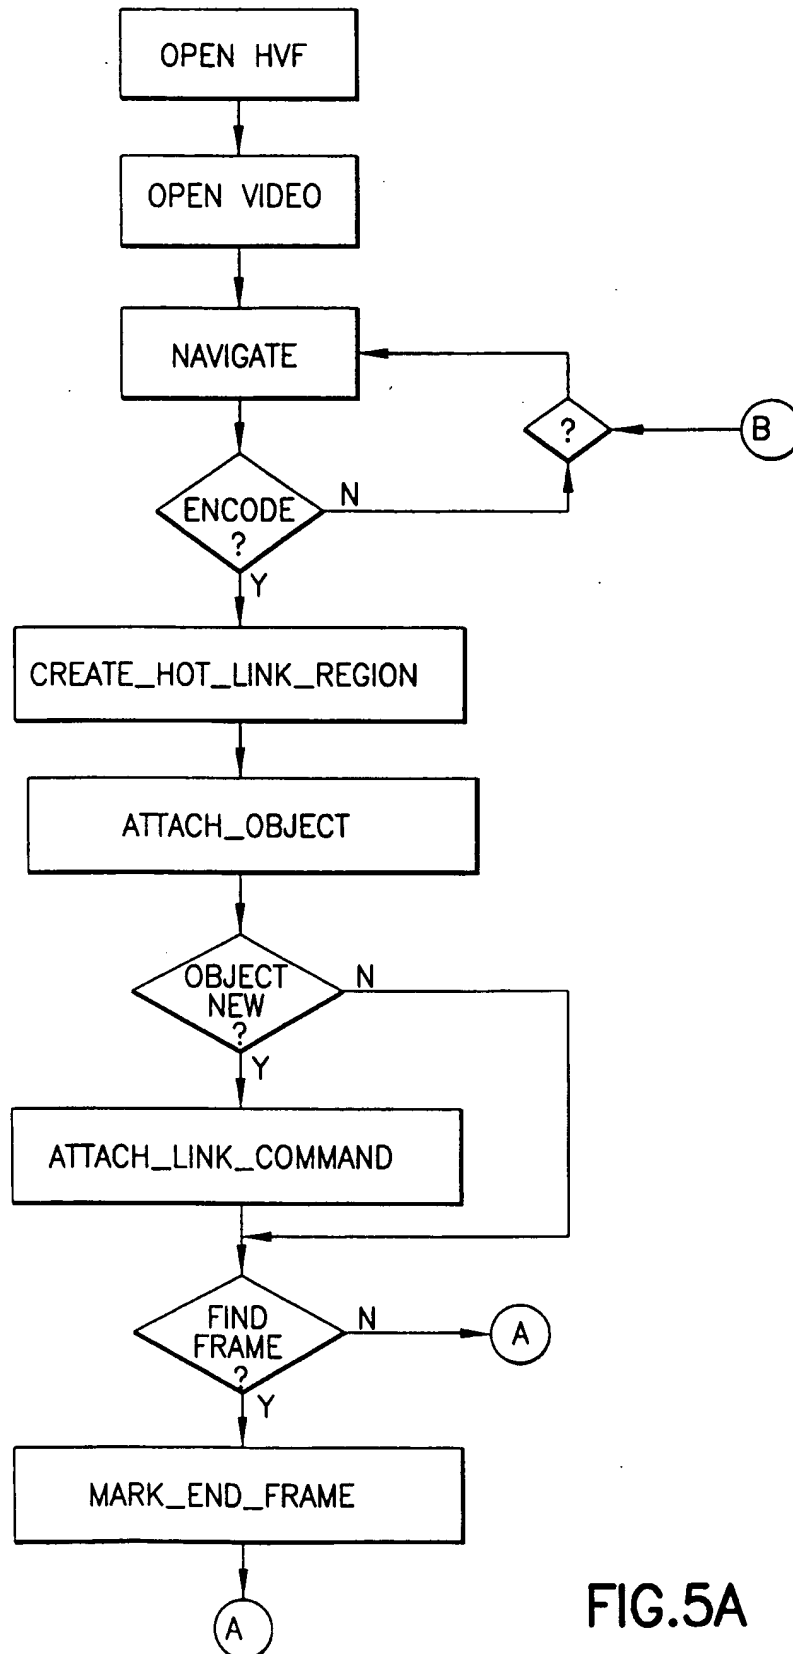 OPEN HVF
OPEN VIDEO
NAVIGATE
?
B
ENCODE
?
N
Y
CREATE_HOT_LINK_REGION
ATTACH_OBJECT
OBJECT
NEW
?
N
Y
ATTACH_LINK_COMMAND
FIND
FRAME
?
N
A
Y
MARK_END_FRAME
A
FIG.5A